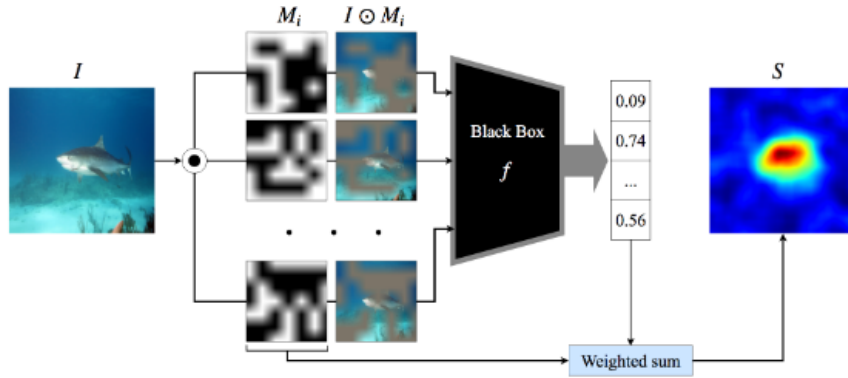 I
M_i
I ⊙ M_i
Black Box
f
0.09
0.74
...
0.56
S
Weighted sum